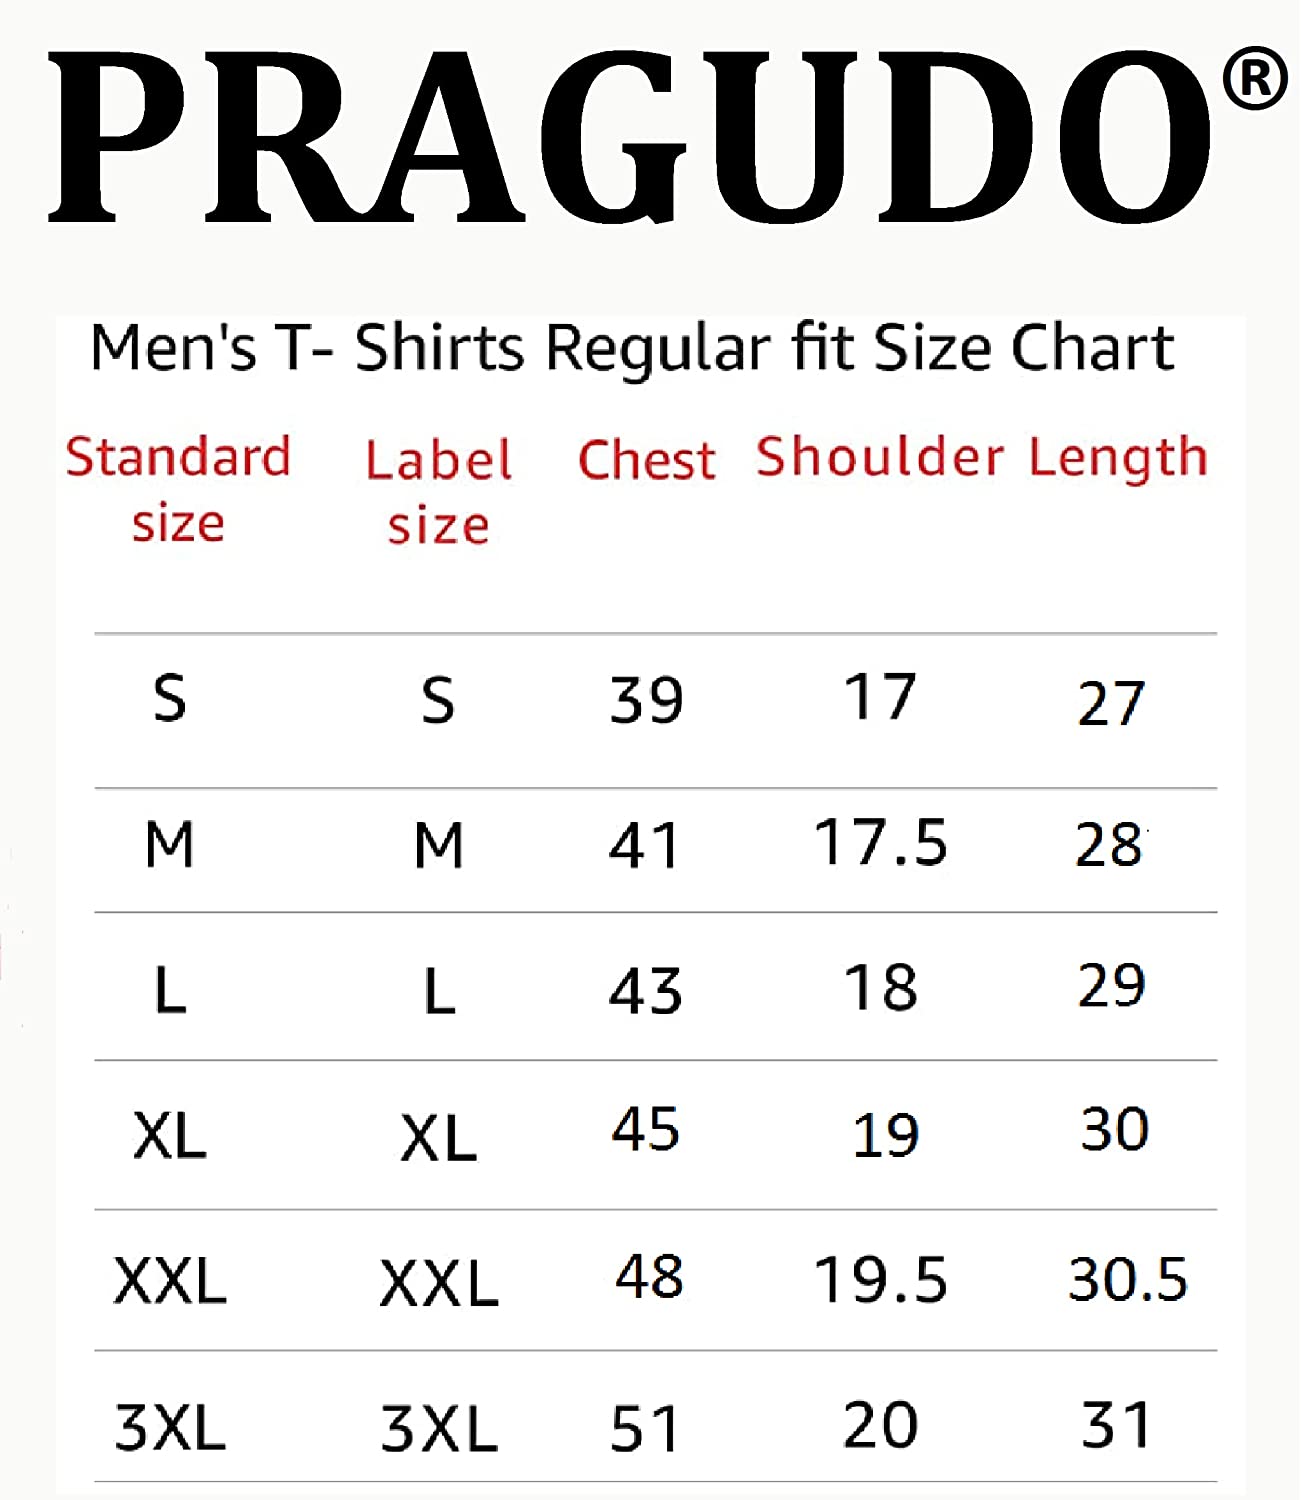 PRAGUDO®
Men's T- Shirts Regular fit Size Chart
Standard size Label size Chest Shoulder Length
S S 39 17 27
M M 41 17.5 28
L L 43 18 29
XL XL 45 19 30
XXL XXL 48 19.5 30.5
3XL 3XL 51 20 31